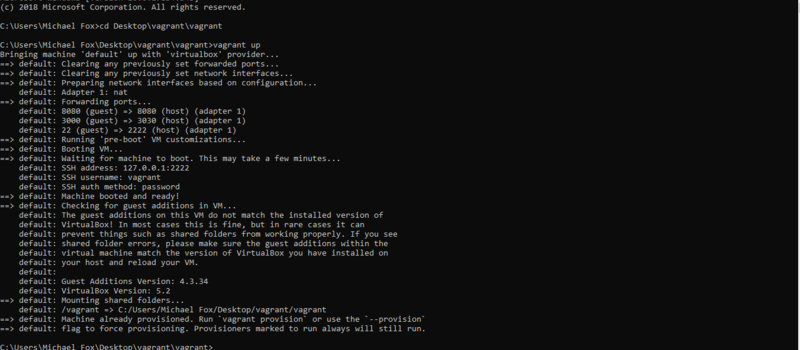 (c) 2018 Microsoft Corporation. All rights reserved.
C:\Users\Michael Fox>cd Desktop\vagrant\vagrant
C:\Users\Michael Fox\Desktop\vagrant\vagrant>vagrant up
Bringing machine 'default' up with 'virtualbox' provider...
==> default: Clearing any previously set forwarded ports...
==> default: Clearing any previously set network interfaces...
==> default: Preparing network interfaces based on configuration...
    default: Adapter 1: nat
==> default: Forwarding ports...
    default: 8080 (guest) => 8080 (host) (adapter 1)
    default: 3000 (guest) => 3030 (host) (adapter 1)
    default: 22 (guest) => 2222 (host) (adapter 1)
==> default: Running 'pre-boot' VM customizations...
==> default: Booting VM...
==> default: Waiting for machine to boot. This may take a few minutes...
    default: SSH address: 127.0.0.1:2222
    default: SSH username: vagrant
    default: SSH auth method: password
==> default: Machine booted and ready!
==> default: Checking for guest additions in VM...
    default: The guest additions on this VM do not match the installed version of
    default: VirtualBox! In most cases this is fine, but in rare cases it can
    default: prevent things such as shared folders from working properly. If you see
    default: shared folder errors, please make sure the guest additions within the
    default: virtual machine match the version of VirtualBox you have installed on
    default: your host and reload your VM.
    default:
    default: Guest Additions Version: 4.3.34
    default: VirtualBox Version: 5.2
==> default: Mounting shared folders...
    default: /vagrant => C:/Users/Michael Fox/Desktop/vagrant/vagrant
==> default: Machine already provisioned. Run `vagrant provision` or use the `--provision`
==> default: flag to force provisioning. Provisioners marked to run always will still run.
C:\Users\Michael Fox\Desktop\vagrant\vagrant>